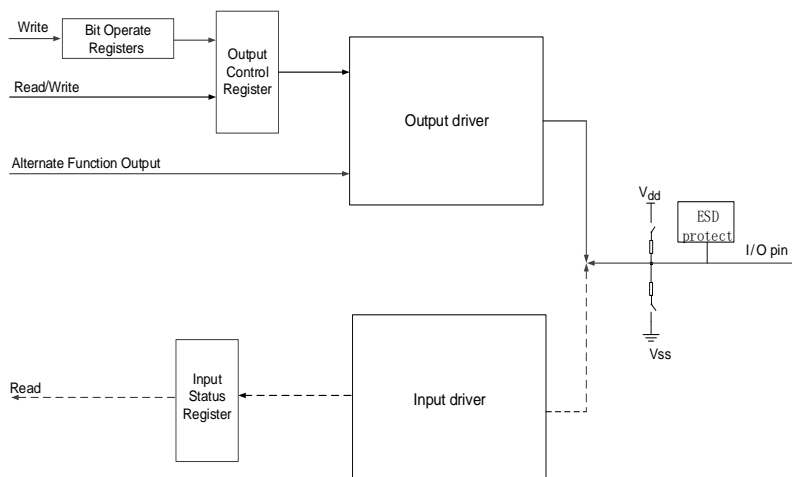 Write
Bit Operate
Registers
Output
Control
Register
Read/Write
Output driver
Alternate Function Output
Vdd
ESD
protect
I/O pin
Vss
Input
Status
Register
Read
Input driver